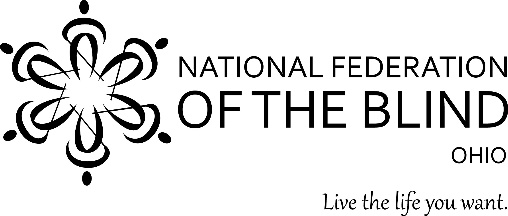 NATIONAL FEDERATION
OF THE BLIND
OHIO
Live the life you want.